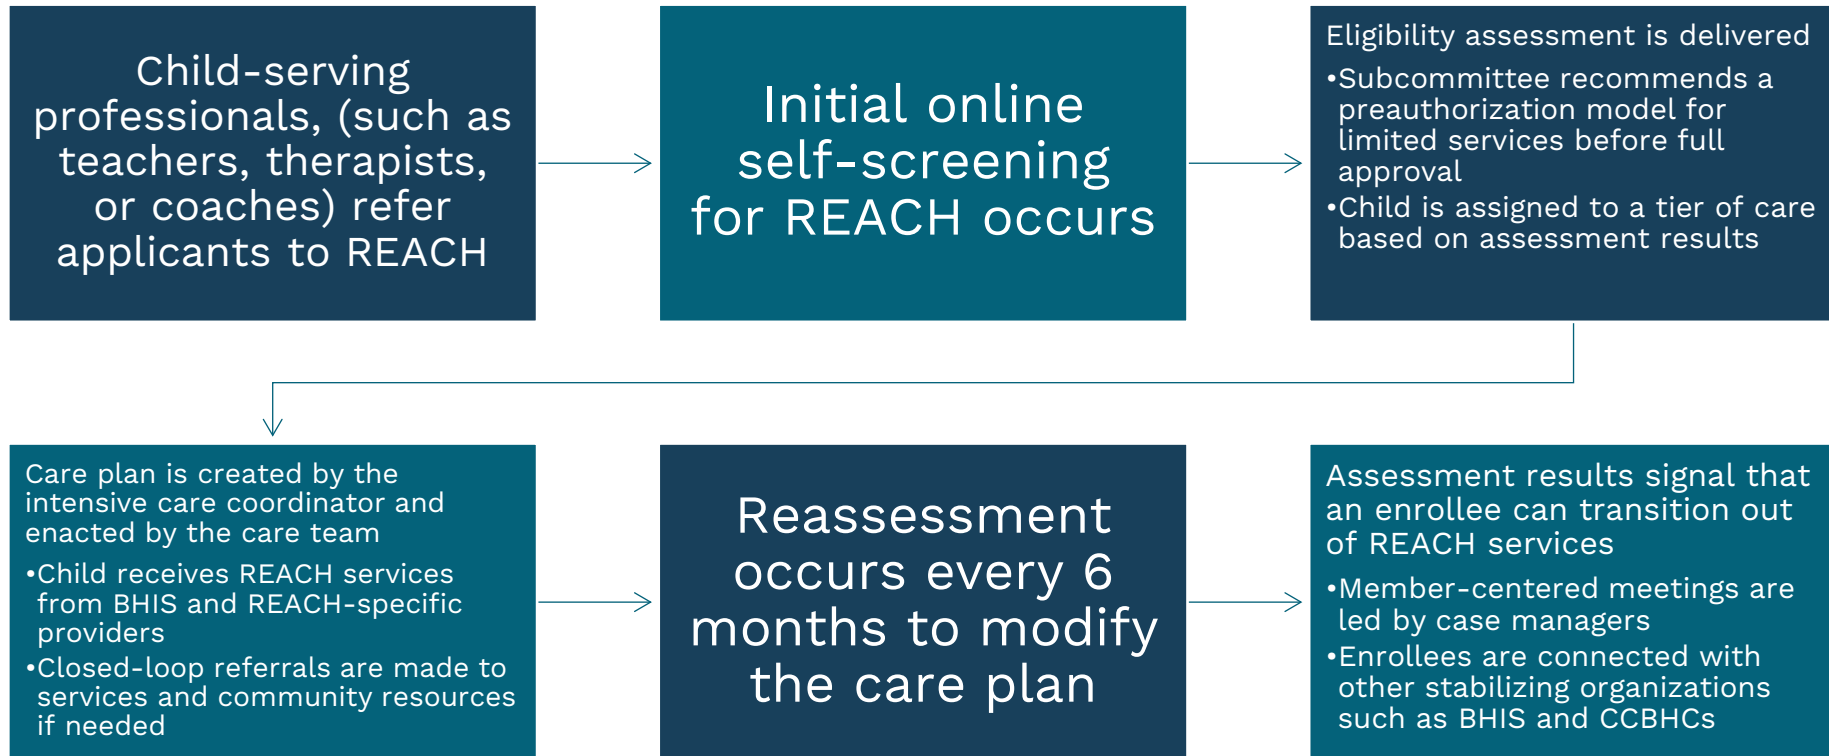 Child-serving
professionals, (such as
teachers, therapists,
or coaches) refer
applicants to REACH
Initial online
self-screening
for REACH occurs
Eligibility assessment is delivered
•Subcommittee recommends a
preauthorization model for
limited services before full
approval
•Child is assigned to a tier of care
based on assessment results
Care plan is created by the
intensive care coordinator and
enacted by the care team
•Child receives REACH services
from BHIS and REACH-specific
providers
•Closed-loop referrals are made to
services and community resources
if needed
Reassessment
occurs every 6
months to modify
the care plan
Assessment results signal that
an enrollee can transition out
of REACH services
•Member-centered meetings are
led by case managers
•Enrollees are connected with
other stabilizing organizations
such as BHIS and CCBHCs